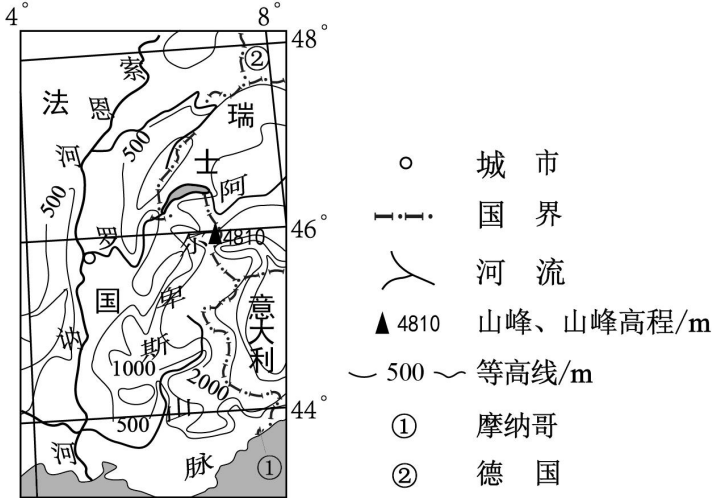 4° 8°
48°
②
索
法 恩
瑞
河
500
士
500
阿
46°
罗
尔
4810
国
卑
意大利
讷
斯
1000
2000
山
500
44°
河
脉
①
城 市
国 界
河 流
4810 山峰、山峰高程/m
500 等高线/m
① 摩纳哥
② 德 国